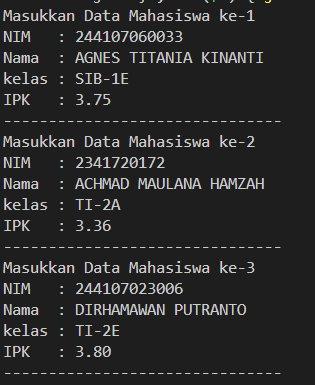 Masukkan Data Mahasiswa ke-1
NIM   : 244107060033
Nama  : AGNES TITANIA KINANTI
kelas : SIB-1E
IPK   : 3.75
-------------------------------
Masukkan Data Mahasiswa ke-2
NIM   : 2341720172
Nama  : ACHMAD MAULANA HAMZAH
kelas : TI-2A
IPK   : 3.36
-------------------------------
Masukkan Data Mahasiswa ke-3
NIM   : 244107023006
Nama  : DIRHAMAWAN PUTRANTO
kelas : TI-2E
IPK   : 3.80
-------------------------------